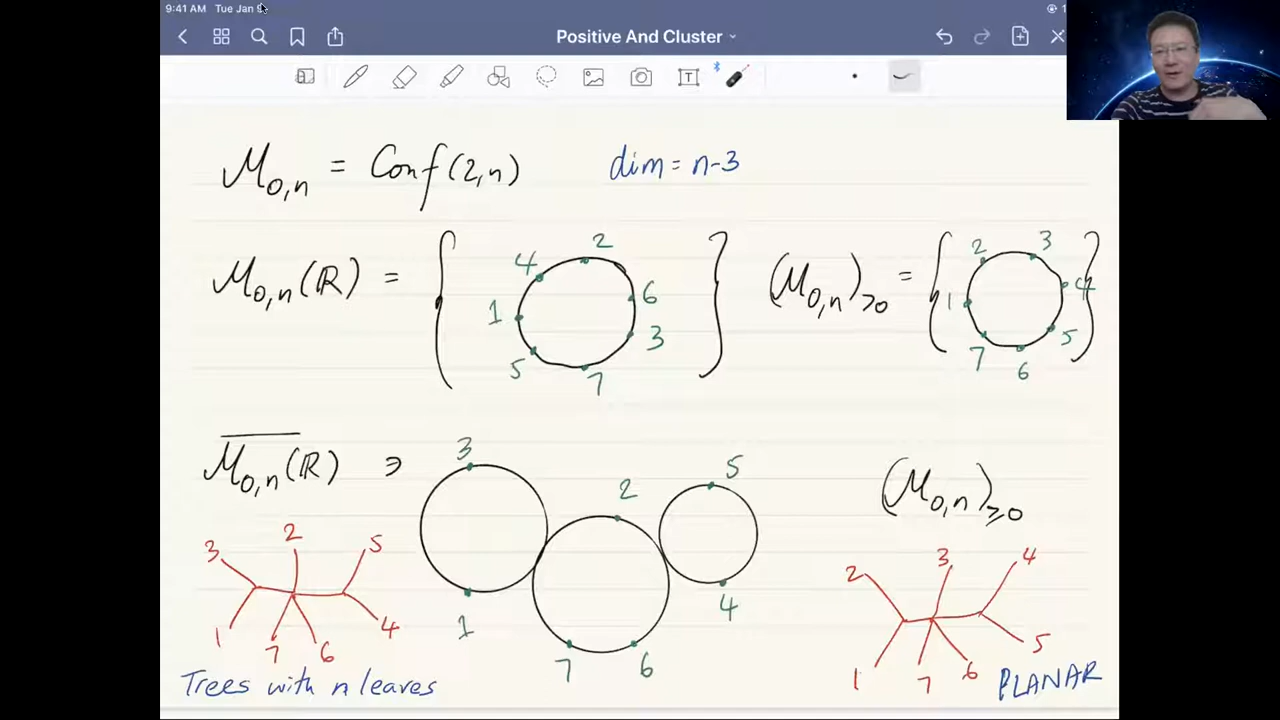 9:41 AM Tue Jan 9
Positive And Cluster
M₀,ₙ = Conf(2,n) dim = n-3
M₀,ₙ(ℝ) = { 4 2 6 3 7 5 1 } (M₀,ₙ)>0 = { 1 2 3 4 5 6 7 }
M̅₀,ₙ(ℝ) ∋ 3 1 2 7 6 5 4 (M₀,ₙ)≥0
3 2 5 1 7 6 4
2 3 4 1 7 6 5
Trees with n leaves
PLANAR